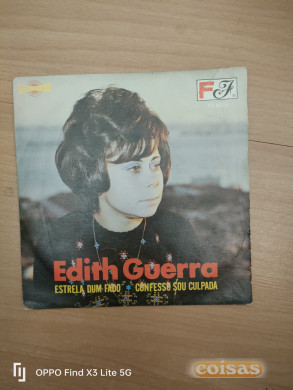 FF
Edith Guerra
ESTRELA DUM FADO * CONFESSO SOU CULPADA
OPPO Find X3 Lite 5G
coisas